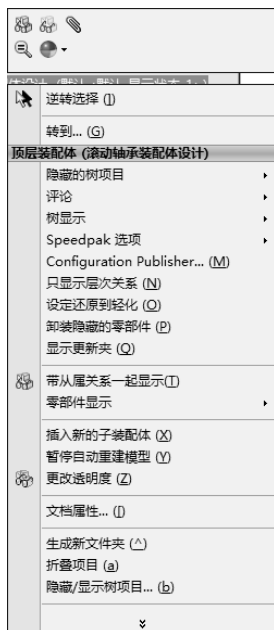 逆转选择 (J)
转到... (G)
顶层装配体 (滚动轴承装配体设计)
隐藏的树项目
评论
树显示
Speedpak 选项
Configuration Publisher... (M)
只显示层次关系 (N)
设定还原到轻化 (O)
卸装隐藏的零部件 (P)
显示更新夹 (Q)
带从属关系一起显示(T)
零部件显示
插入新的子装配体 (X)
暂停自动重建模型 (Y)
更改透明度 (Z)
文档属性... ([)
生成新文件夹 (^)
折叠项目 (a)
隐藏/显示树项目... (b)